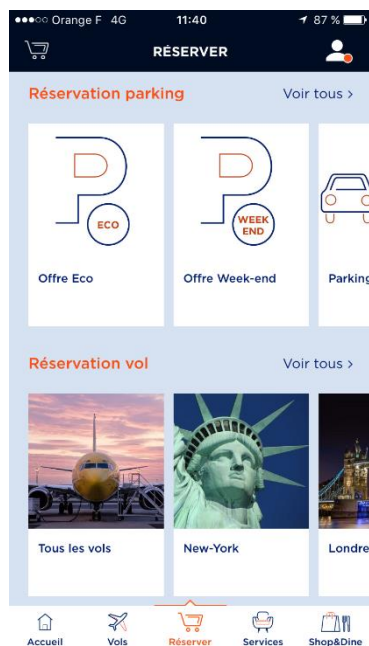 Orange F 4G 11:40 87 %
RÉSERVER
Réservation parking Voir tous >
ECO
WEEK
END
Offre Eco Offre Week-end Parking
Réservation vol Voir tous >
Tous les vols New-York Londre
Accueil Vols Réserver Services Shop&Dine